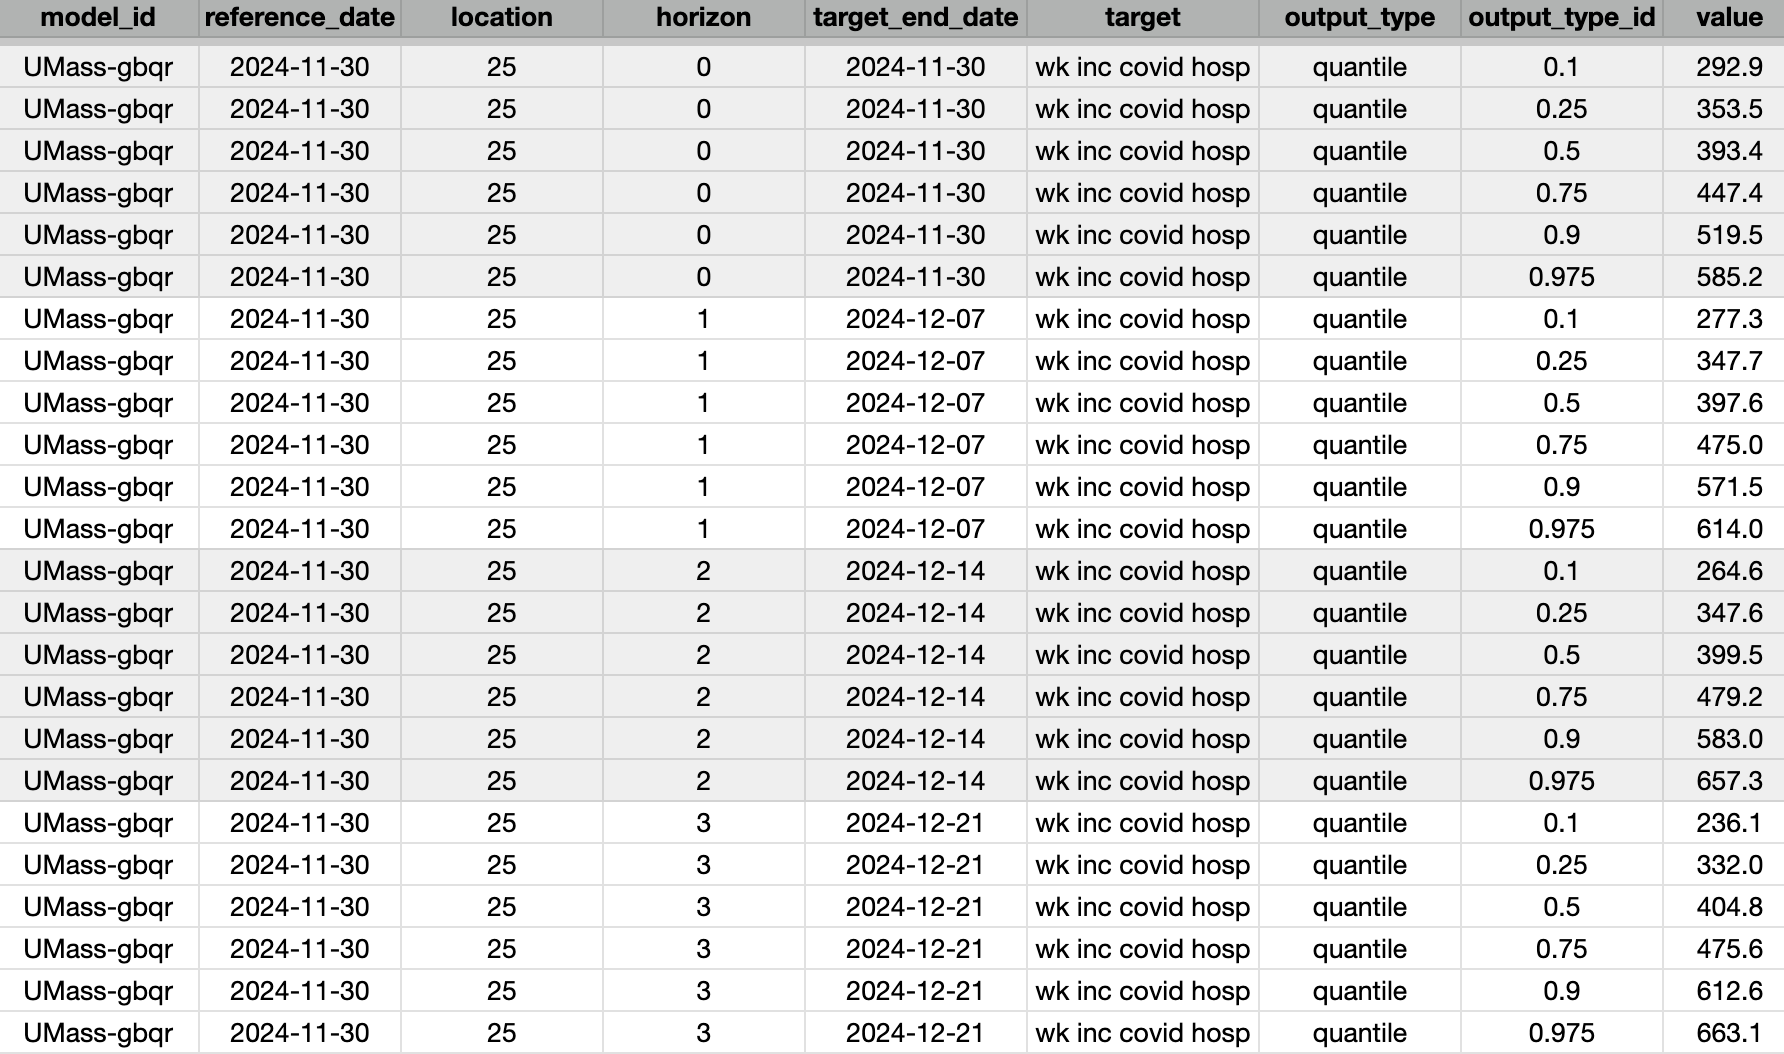 model_id reference_date location horizon target_end_date target output_type output_type_id value
UMass-gbqr 2024-11-30 25 0 2024-11-30 wk inc covid hosp quantile 0.1 292.9
UMass-gbqr 2024-11-30 25 0 2024-11-30 wk inc covid hosp quantile 0.25 353.5
UMass-gbqr 2024-11-30 25 0 2024-11-30 wk inc covid hosp quantile 0.5 393.4
UMass-gbqr 2024-11-30 25 0 2024-11-30 wk inc covid hosp quantile 0.75 447.4
UMass-gbqr 2024-11-30 25 0 2024-11-30 wk inc covid hosp quantile 0.9 519.5
UMass-gbqr 2024-11-30 25 0 2024-11-30 wk inc covid hosp quantile 0.975 585.2
UMass-gbqr 2024-11-30 25 1 2024-12-07 wk inc covid hosp quantile 0.1 277.3
UMass-gbqr 2024-11-30 25 1 2024-12-07 wk inc covid hosp quantile 0.25 347.7
UMass-gbqr 2024-11-30 25 1 2024-12-07 wk inc covid hosp quantile 0.5 397.6
UMass-gbqr 2024-11-30 25 1 2024-12-07 wk inc covid hosp quantile 0.75 475.0
UMass-gbqr 2024-11-30 25 1 2024-12-07 wk inc covid hosp quantile 0.9 571.5
UMass-gbqr 2024-11-30 25 1 2024-12-07 wk inc covid hosp quantile 0.975 614.0
UMass-gbqr 2024-11-30 25 2 2024-12-14 wk inc covid hosp quantile 0.1 264.6
UMass-gbqr 2024-11-30 25 2 2024-12-14 wk inc covid hosp quantile 0.25 347.6
UMass-gbqr 2024-11-30 25 2 2024-12-14 wk inc covid hosp quantile 0.5 399.5
UMass-gbqr 2024-11-30 25 2 2024-12-14 wk inc covid hosp quantile 0.75 479.2
UMass-gbqr 2024-11-30 25 2 2024-12-14 wk inc covid hosp quantile 0.9 583.0
UMass-gbqr 2024-11-30 25 2 2024-12-14 wk inc covid hosp quantile 0.975 657.3
UMass-gbqr 2024-11-30 25 3 2024-12-21 wk inc covid hosp quantile 0.1 236.1
UMass-gbqr 2024-11-30 25 3 2024-12-21 wk inc covid hosp quantile 0.25 332.0
UMass-gbqr 2024-11-30 25 3 2024-12-21 wk inc covid hosp quantile 0.5 404.8
UMass-gbqr 2024-11-30 25 3 2024-12-21 wk inc covid hosp quantile 0.75 475.6
UMass-gbqr 2024-11-30 25 3 2024-12-21 wk inc covid hosp quantile 0.9 612.6
UMass-gbqr 2024-11-30 25 3 2024-12-21 wk inc covid hosp quantile 0.975 663.1